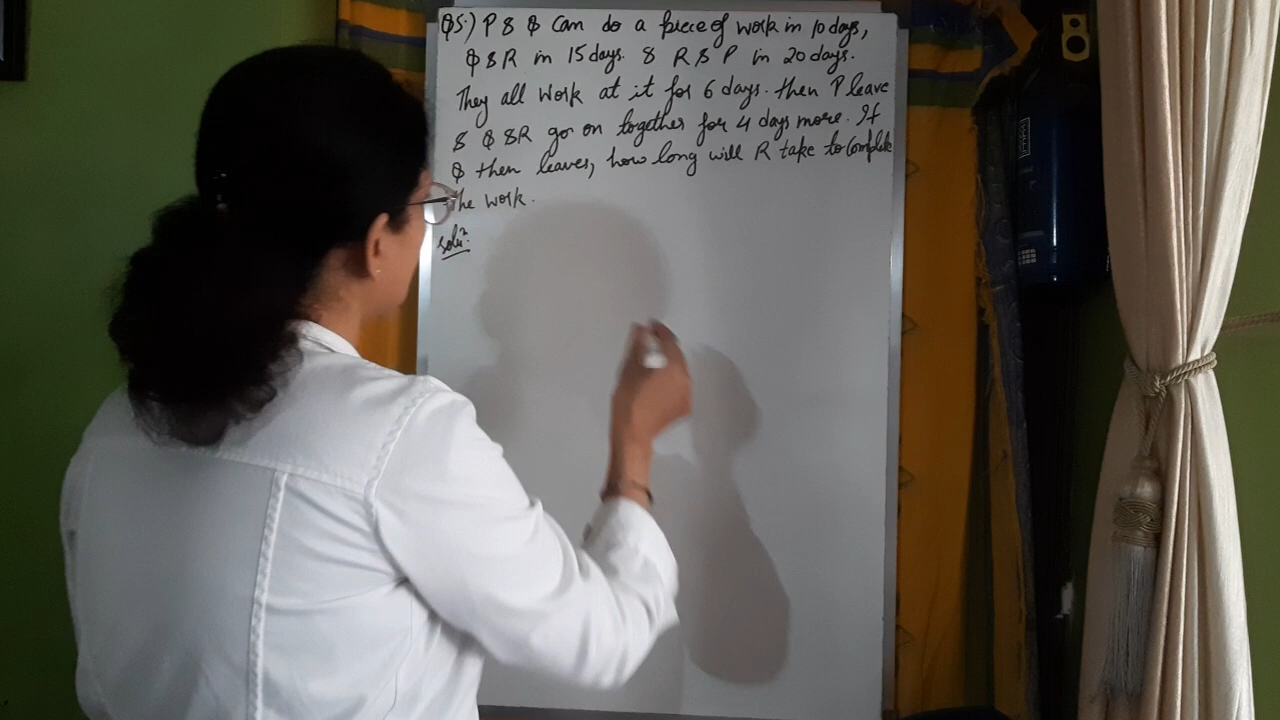 Q5.) P & Q Can do a piece of work in 10 days,
Q & R in 15 days. & R & P in 20 days.
They all work at it for 6 days. then P leave
& Q & R go on together for 4 days more. If
Q then leaves, how long will R take to Complete
the work.
Soluⁿ: